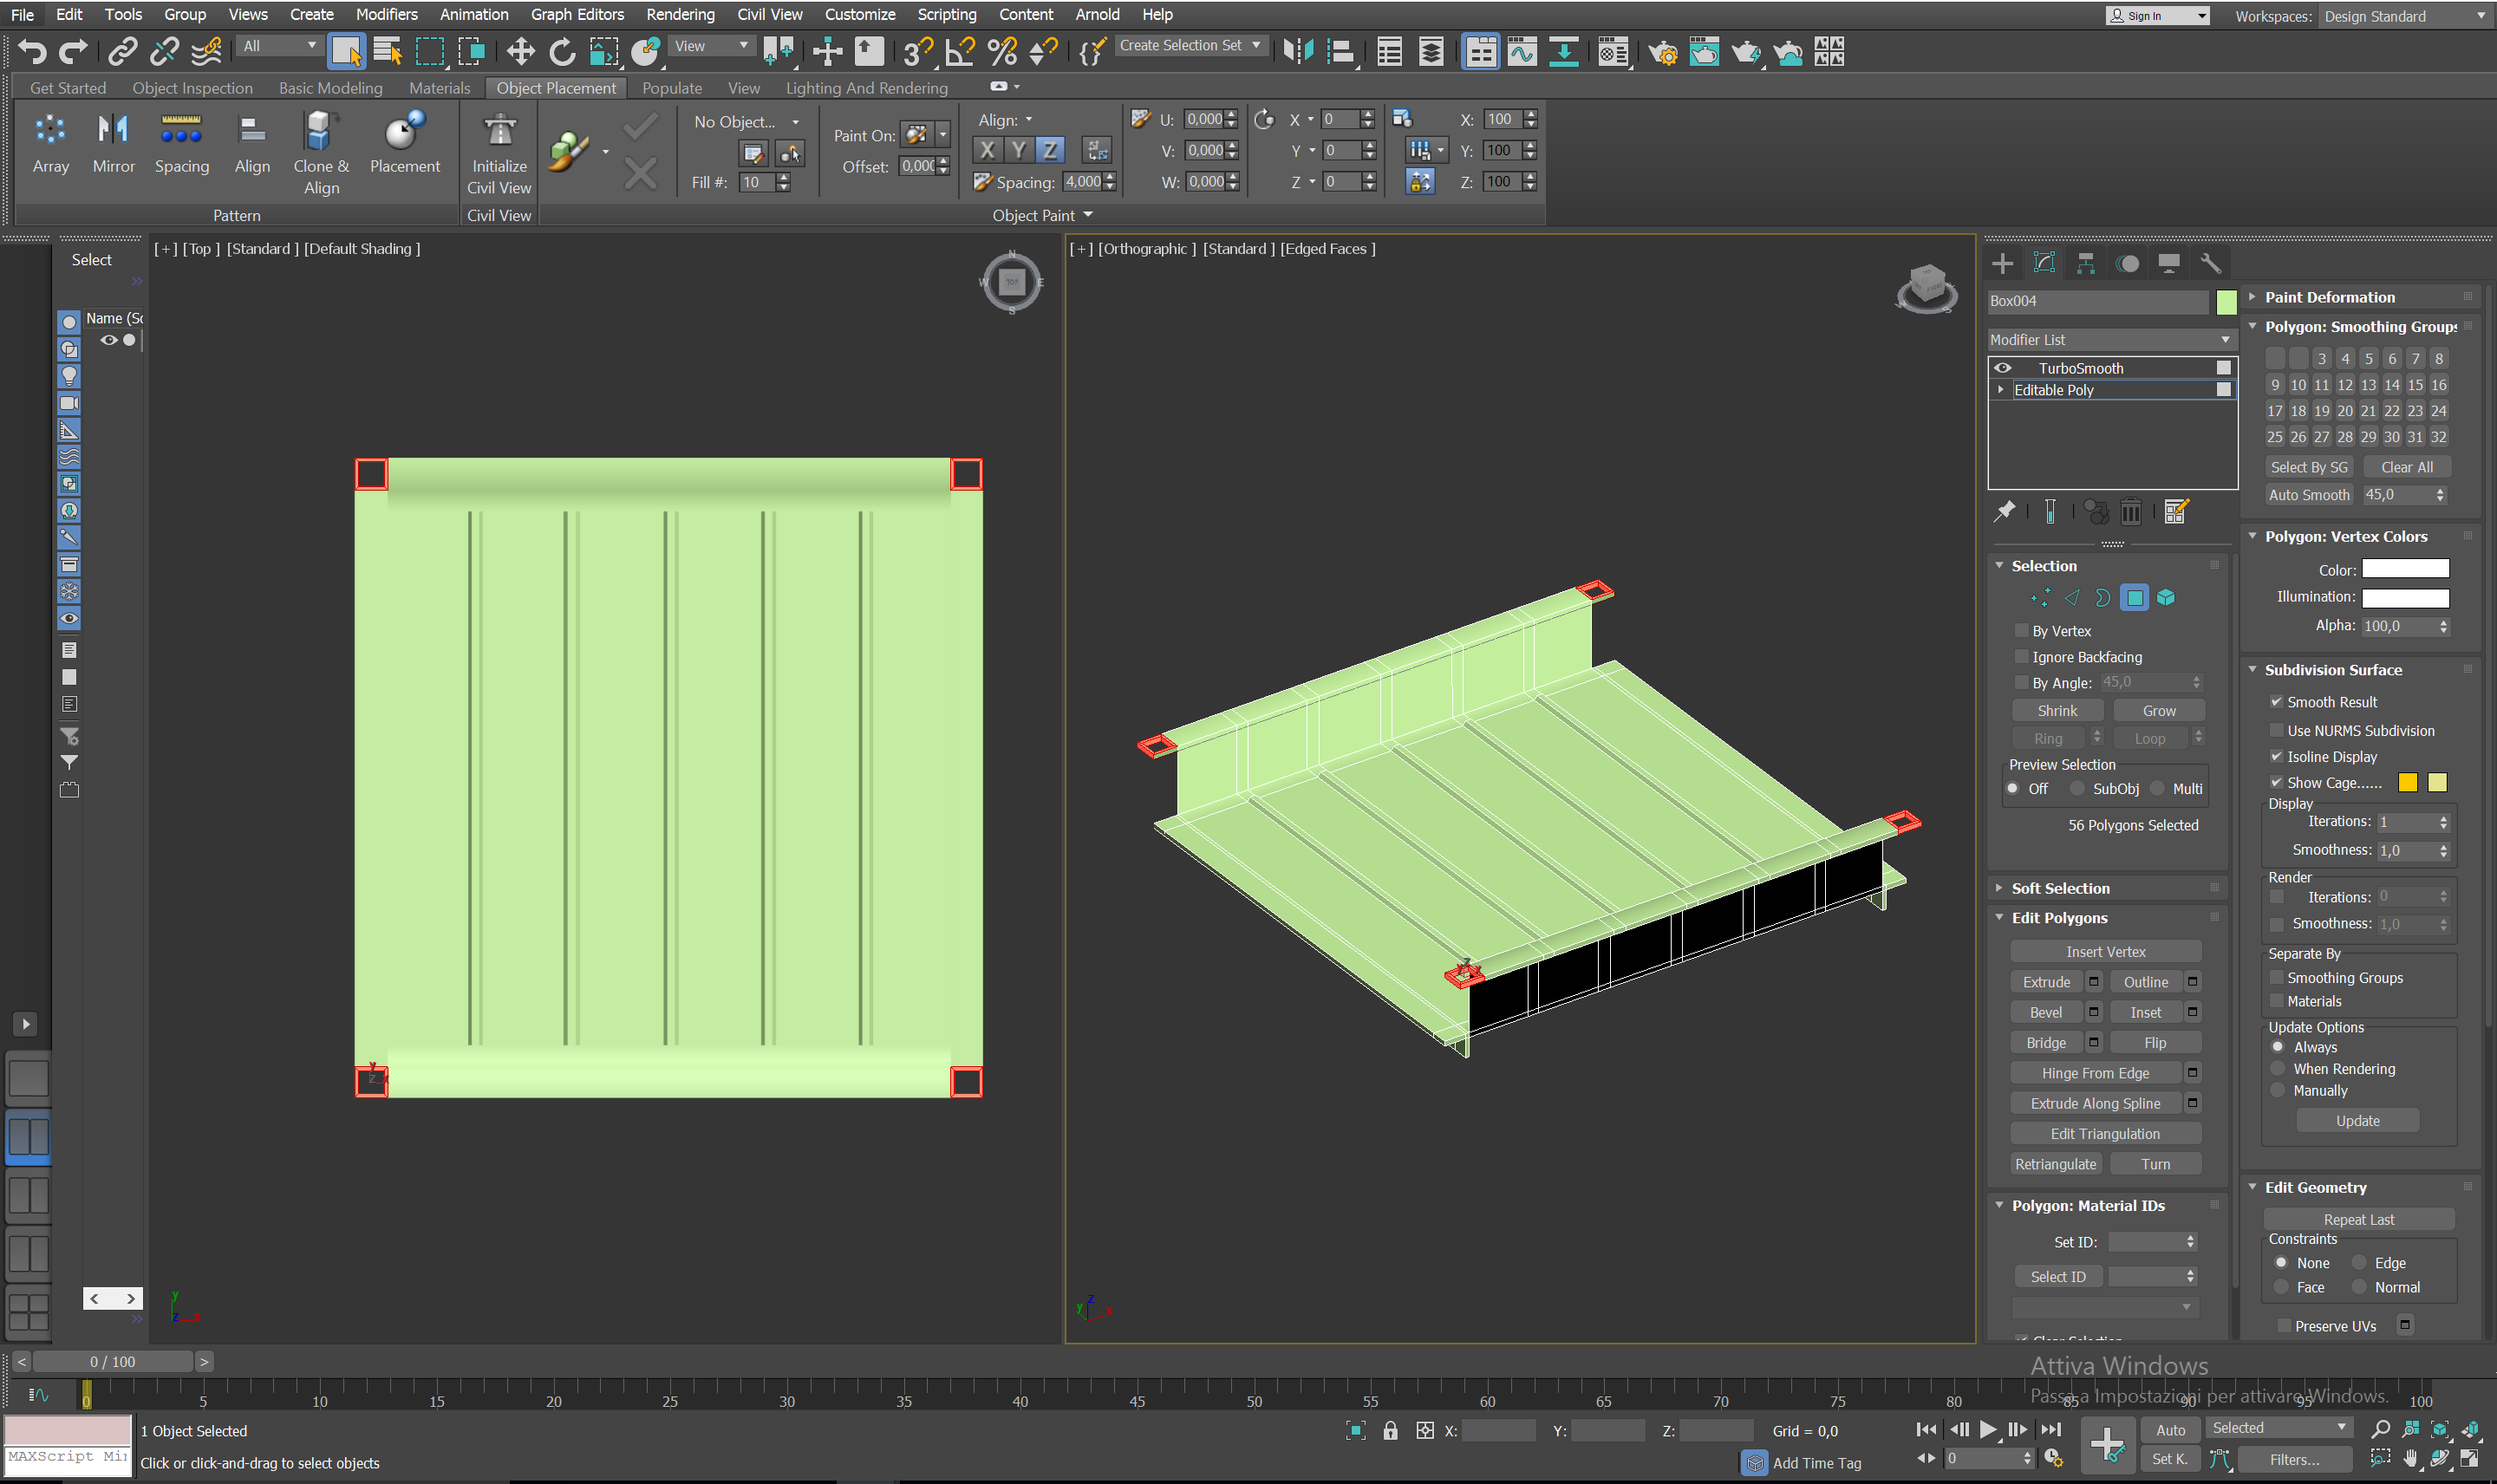 File Edit Tools Group Views Create Modifiers Animation Graph Editors Rendering Civil View Customize Scripting Content Arnold Help
Sign In Workspaces: Design Standard
All View Create Selection Set
Get Started Object Inspection Basic Modeling Materials Object Placement Populate View Lighting And Rendering
Array Mirror Spacing Align Clone & Align Placement
Pattern
Initialize Civil View
Civil View
No Object...
Fill #: 10
Paint On:
Offset: 0,000
Align:
X Y Z
Spacing: 4,000
U: 0,000
V: 0,000
W: 0,000
X 0
Y 0
Z 0
X: 100
Y: 100
Z: 100
Object Paint
Select
Name (Sc
[+] [Top ] [Standard ] [Default Shading ]
N W E S
TOP
[+] [Orthographic ] [Standard ] [Edged Faces ]
Box004
Modifier List
TurboSmooth
Editable Poly
Selection
By Vertex
Ignore Backfacing
By Angle: 45,0
Shrink Grow
Ring Loop
Preview Selection
Off SubObj Multi
56 Polygons Selected
Soft Selection
Edit Polygons
Insert Vertex
Extrude Outline
Bevel Inset
Bridge Flip
Hinge From Edge
Extrude Along Spline
Edit Triangulation
Retriangulate Turn
Polygon: Material IDs
Set ID:
Select ID
Clear Selection
Paint Deformation
Polygon: Smoothing Groups
3 4 5 6 7 8
9 10 11 12 13 14 15 16
17 18 19 20 21 22 23 24
25 26 27 28 29 30 31 32
Select By SG Clear All
Auto Smooth 45,0
Polygon: Vertex Colors
Color:
Illumination:
Alpha: 100,0
Subdivision Surface
Smooth Result
Use NURMS Subdivision
Isoline Display
Show Cage......
Display
Iterations: 1
Smoothness: 1,0
Render
Iterations: 0
Smoothness: 1,0
Separate By
Smoothing Groups
Materials
Update Options
Always
When Rendering
Manually
Update
Edit Geometry
Repeat Last
Constraints
None Edge
Face Normal
Preserve UVs
Attiva Windows
Passa a Impostazioni per attivare Windows.
< 0 / 100 >
0 5 10 15 20 25 30 35 40 45 50 55 60 65 70 75 80 85 90 95 100
1 Object Selected
MAXScript Mi
Click or click-and-drag to select objects
X: Y: Z: Grid = 0,0
Add Time Tag
0
Auto Selected
Set K. Filters...